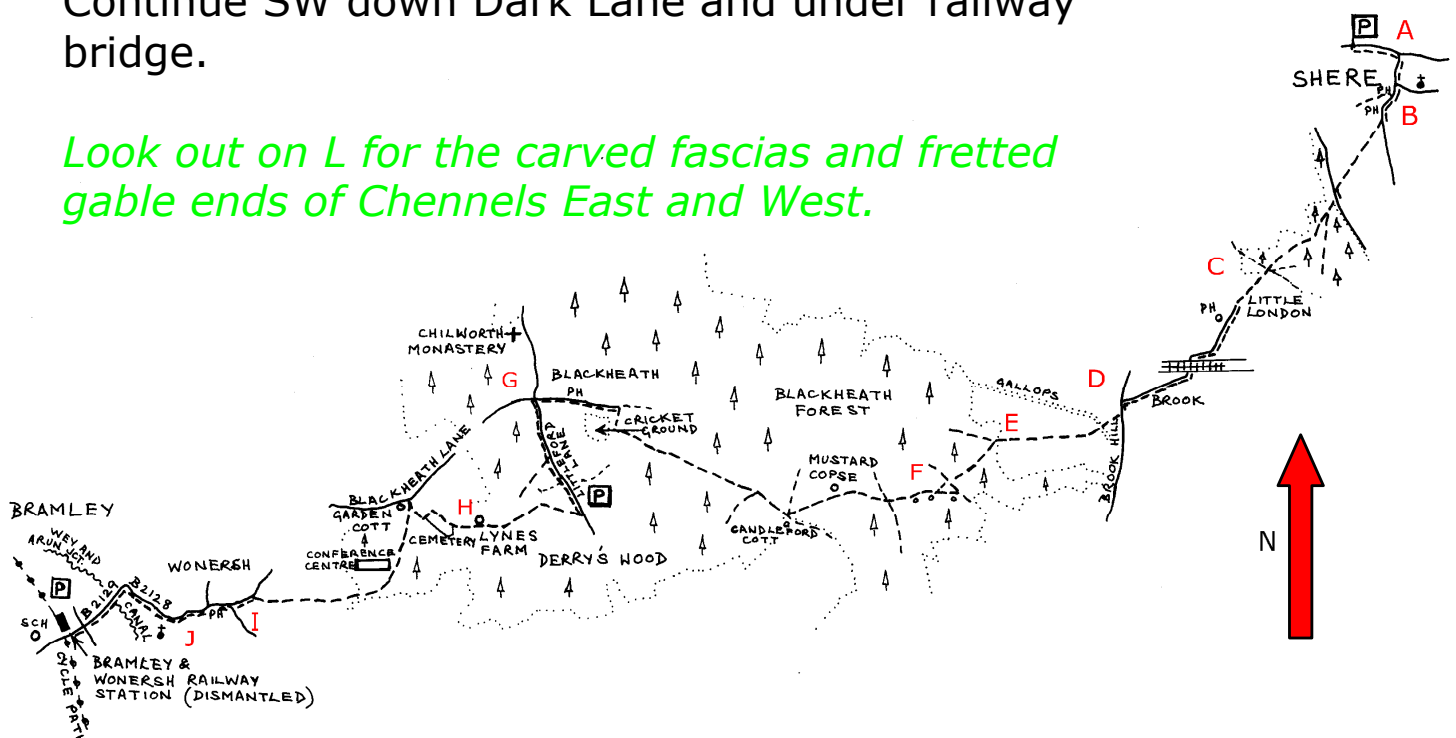 Continue SW down Dark Lane and under railway
bridge.
Look out on L for the carved fascias and fretted
gable ends of Chennels East and West.
P
A
SHERE
PH
PH
B
C
PH
LITTLE
LONDON
CHILWORTH
MONASTERY
G
BLACKHEATH
PH
BLACKHEATH
FOREST
GALLOPS
D
BROOK
CRICKET
GROUND
E
BLACKHEATH LANE
LITTLEFORD
LANE
MUSTARD
COPSE
F
BROOK HILL
N
P
BLACKHEATH LANE
GARDEN
COTT
H
CEMETERY
LYNES
FARM
CANDLEFORD
COTT
DERRY'S WOOD
CONFERENCE
CENTRE
BRAMLEY
WEY AND
ARUN JCT.
CANAL
WONERSH
P
B2129
B2128
PH
I
J
SCH
BRAMLEY &
WONERSH RAILWAY
STATION (DISMANTLED)
CYCLE PATH